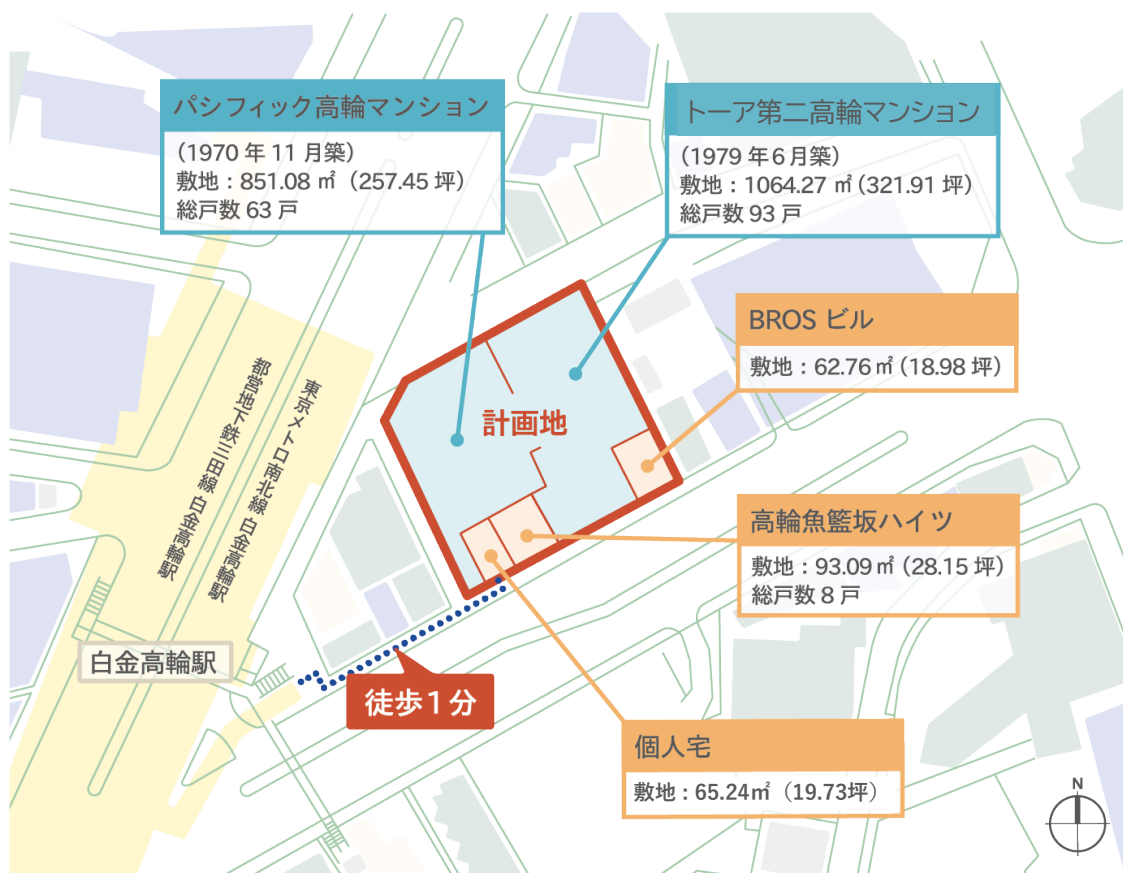 パシフィック高輪マンション
(1970年11月築)
敷地：851.08㎡（257.45坪）
総戸数63戸
トーア第二高輪マンション
(1979年6月築)
敷地：1064.27㎡(321.91坪)
総戸数93戸
BROS ビル
敷地：62.76㎡(18.98坪)
計画地
高輪魚籃坂ハイツ
敷地：93.09㎡(28.15坪)
総戸数8戸
東京メトロ南北線 白金高輪駅
都営地下鉄三田線 白金高輪駅
白金高輪駅
徒歩1分
個人宅
敷地：65.24㎡（19.73坪）
N